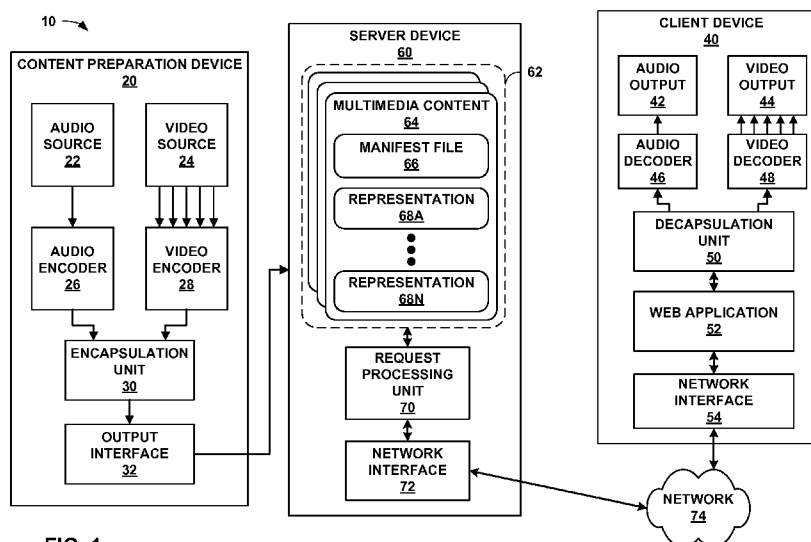 10
CONTENT PREPARATION DEVICE
20
AUDIO
SOURCE
22
VIDEO
SOURCE
24
AUDIO
ENCODER
26
VIDEO
ENCODER
28
ENCAPSULATION
UNIT
30
OUTPUT
INTERFACE
32
SERVER DEVICE
60
62
MULTIMEDIA CONTENT
64
MANIFEST FILE
66
REPRESENTATION
68A
REPRESENTATION
68N
REQUEST
PROCESSING
UNIT
70
NETWORK
INTERFACE
72
CLIENT DEVICE
40
AUDIO
OUTPUT
42
VIDEO
OUTPUT
44
AUDIO
DECODER
46
VIDEO
DECODER
48
DECAPSULATION
UNIT
50
WEB APPLICATION
52
NETWORK
INTERFACE
54
NETWORK
74
FIG. 1